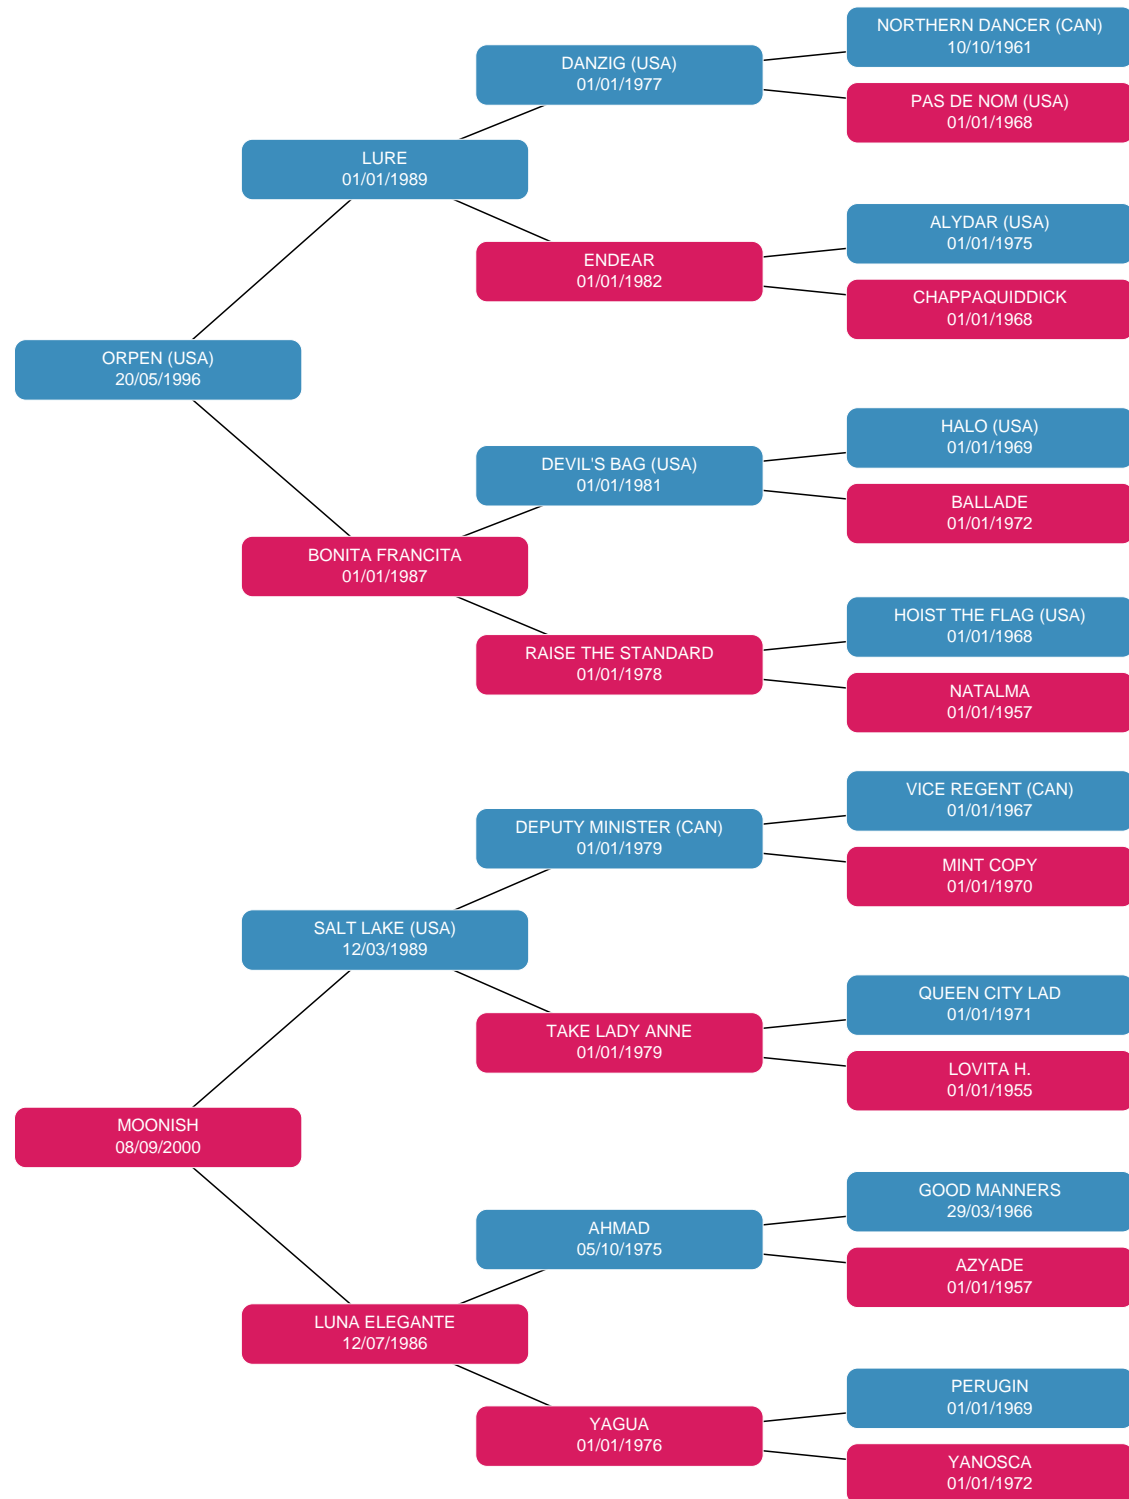 NORTHERN DANCER (CAN)
10/10/1961
DANZIG (USA)
01/01/1977
PAS DE NOM (USA)
01/01/1968
LURE
01/01/1989
ALYDAR (USA)
01/01/1975
ENDEAR
01/01/1982
CHAPPAQUIDDICK
01/01/1968
ORPEN (USA)
20/05/1996
HALO (USA)
01/01/1969
DEVIL'S BAG (USA)
01/01/1981
BALLADE
01/01/1972
BONITA FRANCITA
01/01/1987
HOIST THE FLAG (USA)
01/01/1968
RAISE THE STANDARD
01/01/1978
NATALMA
01/01/1957
VICE REGENT (CAN)
01/01/1967
DEPUTY MINISTER (CAN)
01/01/1979
MINT COPY
01/01/1970
SALT LAKE (USA)
12/03/1989
QUEEN CITY LAD
01/01/1971
TAKE LADY ANNE
01/01/1979
LOVITA H.
01/01/1955
MOONISH
08/09/2000
GOOD MANNERS
29/03/1966
AHMAD
05/10/1975
AZYADE
01/01/1957
LUNA ELEGANTE
12/07/1986
PERUGIN
01/01/1969
YAGUA
01/01/1976
YANOSCA
01/01/1972